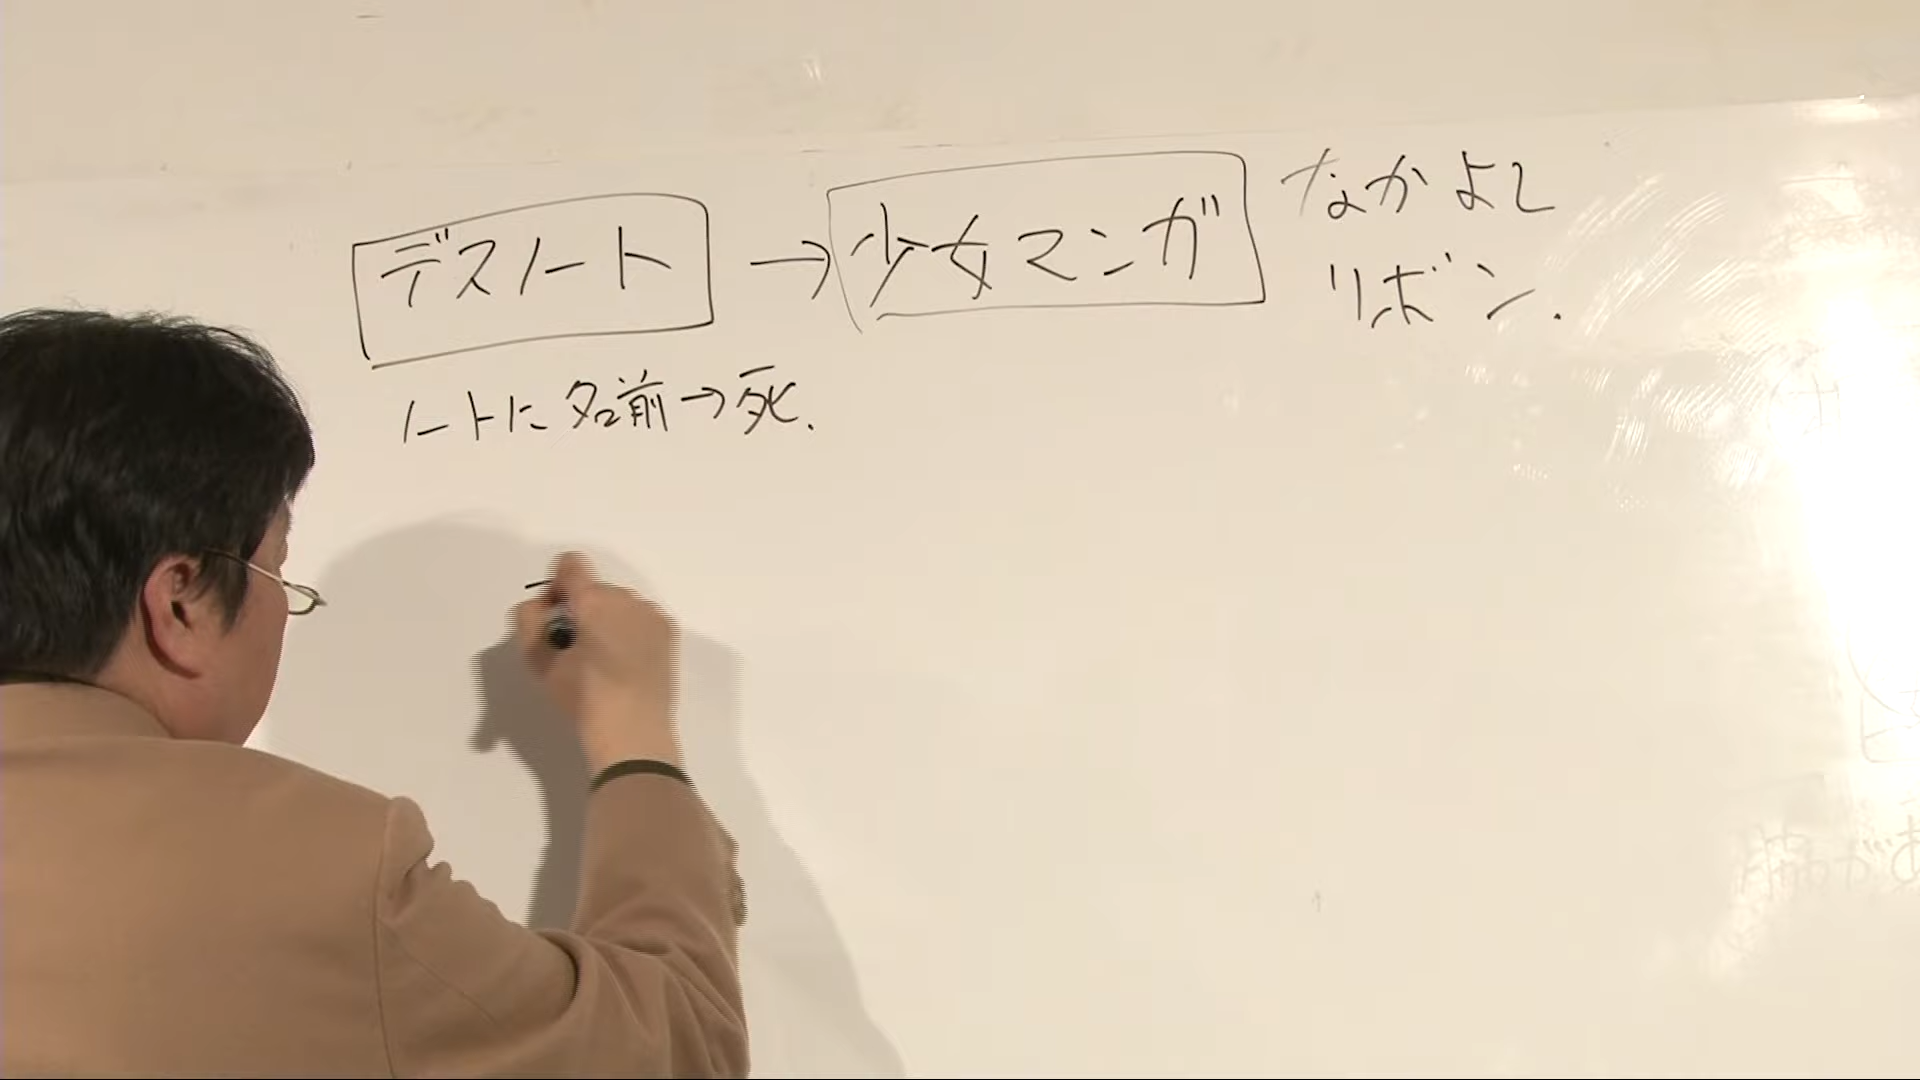 デスノート → 少女マンガ なかよし
リボン.
ノートに名前→死.